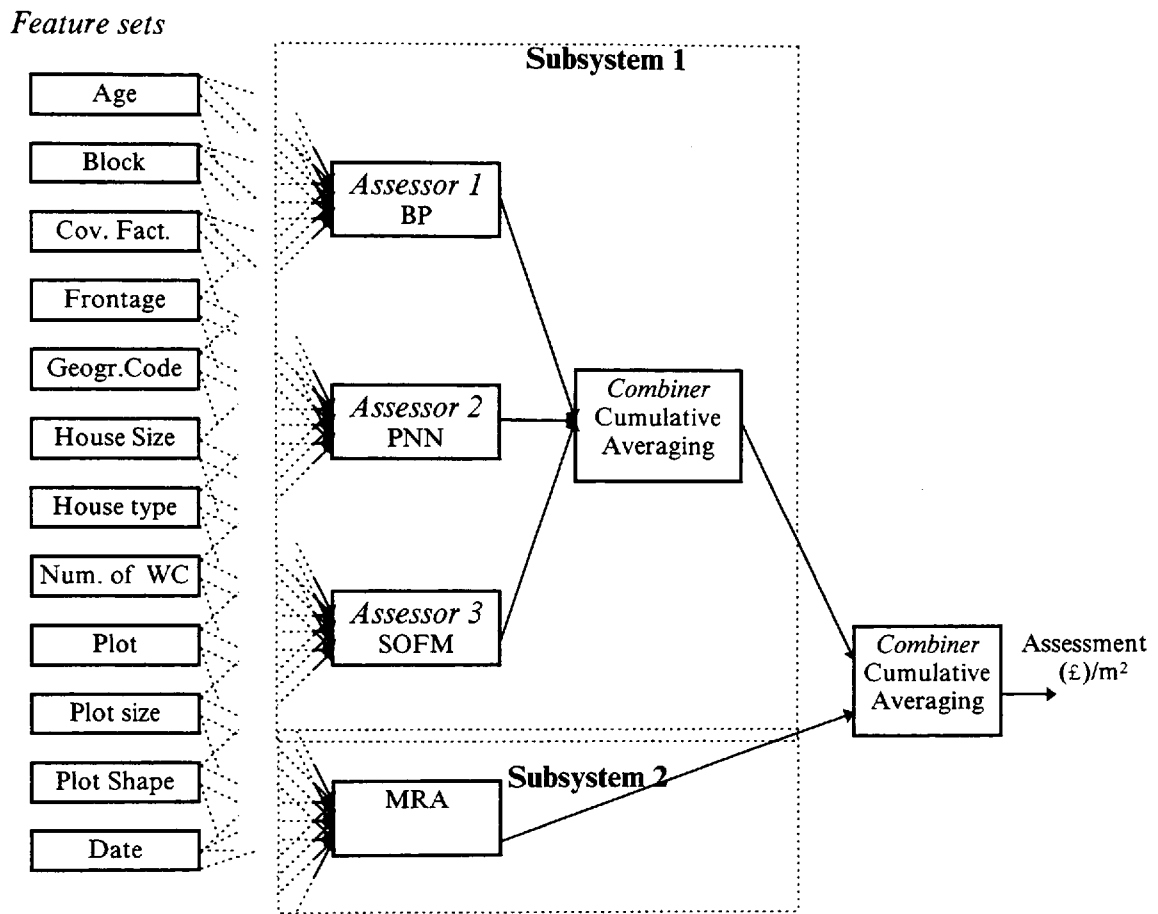 Feature sets
Age
Block
Cov. Fact.
Frontage
Geogr.Code
House Size
House type
Num. of WC
Plot
Plot size
Plot Shape
Date
Subsystem 1
Assessor 1
BP
Assessor 2
PNN
Assessor 3
SOFM
Combiner
Cumulative
Averaging
Subsystem 2
MRA
Combiner
Cumulative
Averaging
Assessment
(£)/m²